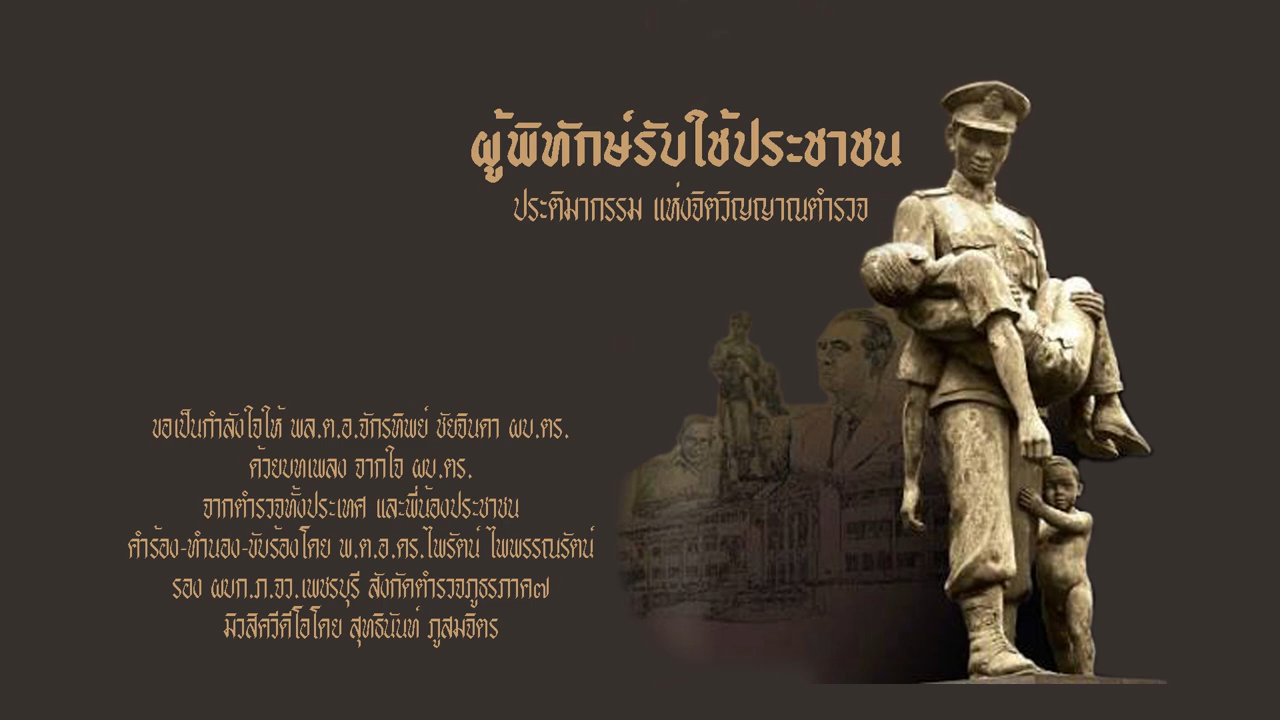 ผู้พิทักษ์รับใช้ประชาชน
ประติมากรรม แห่งจิตวิญญาณตำรวจ
ขอเป็นกำลังใจให้ พล.ต.อ.จักรทิพย์ ชัยจินดา ผบ.ตร.
ด้วยบทเพลง จากใจ ผบ.ตร.
จากตำรวจทั้งประเทศ และพี่น้องประชาชน
คำร้อง-ทำนอง-ขับร้องโดย พ.ต.อ.ดร.ไพรัตน์ ไพพรรณรัตน์
รอง ผบก.ภ.จว.เพชรบุรี สังกัดตำรวจภูธรภาค๗
มิวสิควีดีโอโดย สุทธินันท์ ภูสมจิตร